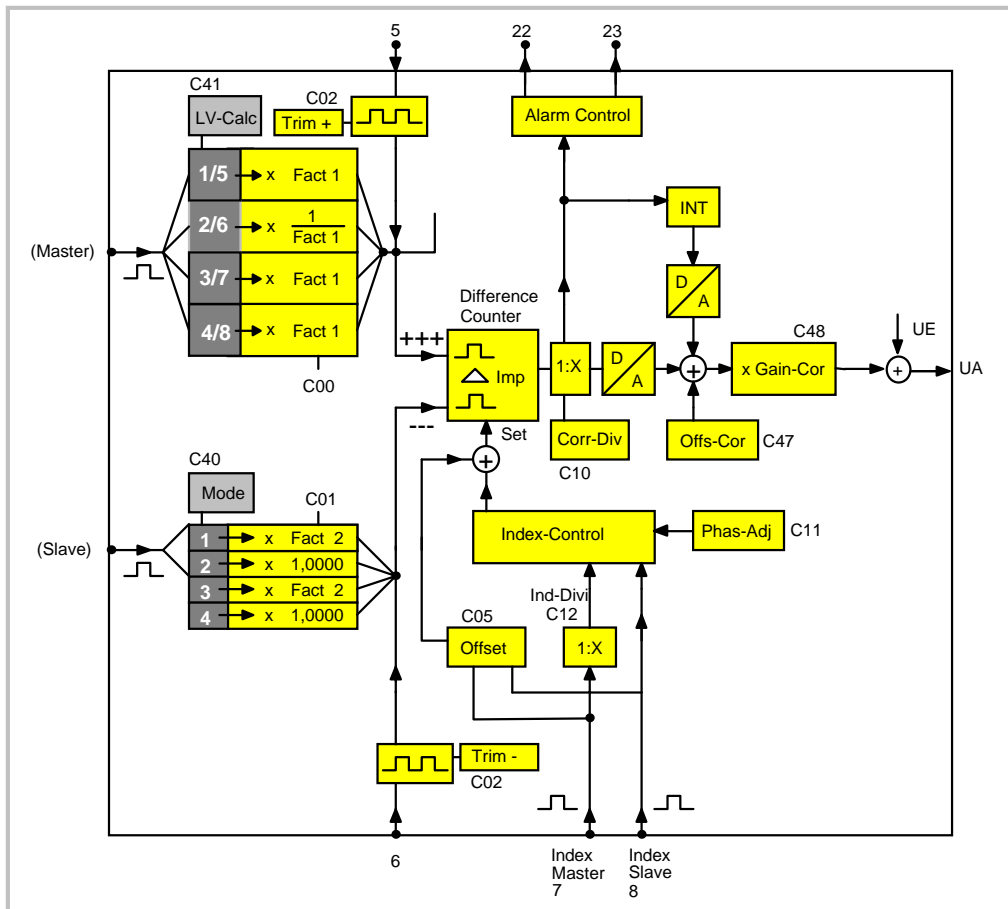 5
22
23
C41
LV-Calc
C02
Trim +
Alarm Control
1/5 x Fact 1
2/6 x 1
Fact 1
3/7 x Fact 1
4/8 x Fact 1
C00
(Master)
INT
D
A
Difference
Counter
+++
Imp
---
Set
1:X
D
A
+
C48
x Gain-Cor
UE
+
UA
Corr-Div
C10
Offs-Cor
C47
+
C40
Mode
C01
(Slave)
1 x Fact 2
2 x 1,0000
3 x Fact 2
4 x 1,0000
Index-Control
Phas-Adj
C11
Ind-Divi
C12
C05
Offset
1:X
Trim -
C02
6
Index
Master
7
Index
Slave
8